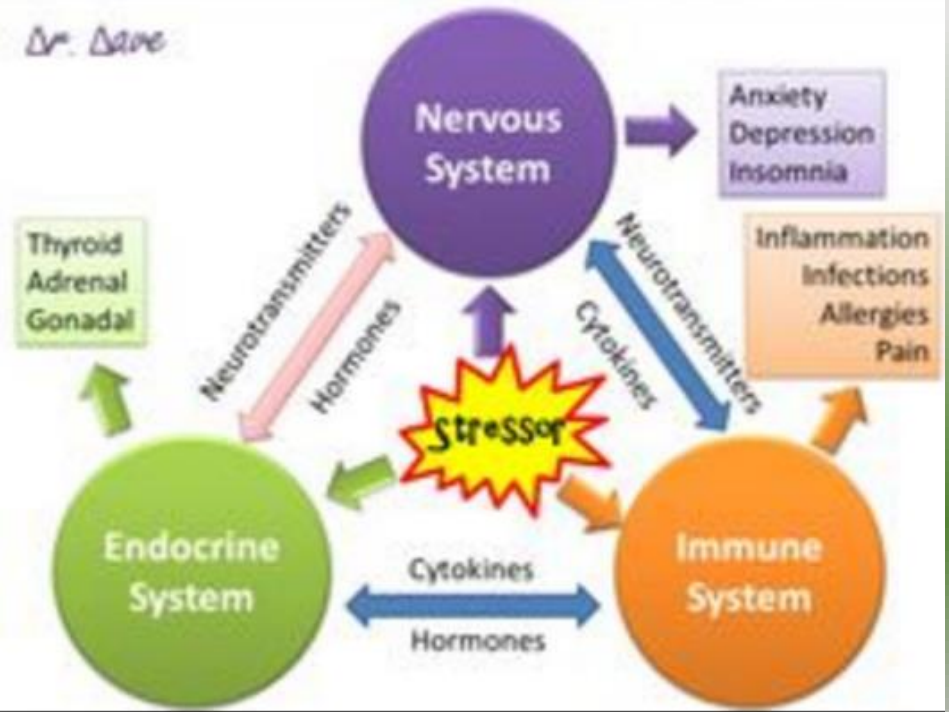 Dr. Dave
Nervous
System
Anxiety
Depression
Insomnia
Thyroid
Adrenal
Gonadal
Neurotransmitters
Hormones
Neurotransmitters
Cytokines
Inflammation
Infections
Allergies
Pain
Stressor
Endocrine
System
Cytokines
Hormones
Immune
System